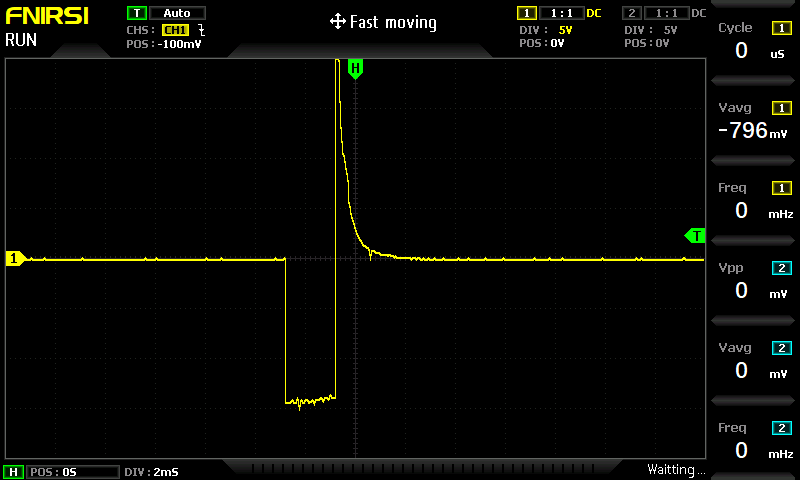 FNIRSI
RUN
T Auto
CHS: CH1
POS: -100mV
Fast moving
1 1:1 DC
DIV: 5V
POS: 0V
2 1:1 DC
DIV: 5V
POS: 0V
Cycle 1
0 uS
Vavg 1
-796 mV
Freq 1
0 mHz
Vpp 2
0 mV
Vavg 2
0 mV
Freq 2
0 mHz
H
T
1
H POS: 0S DIV: 2mS
Waitting...